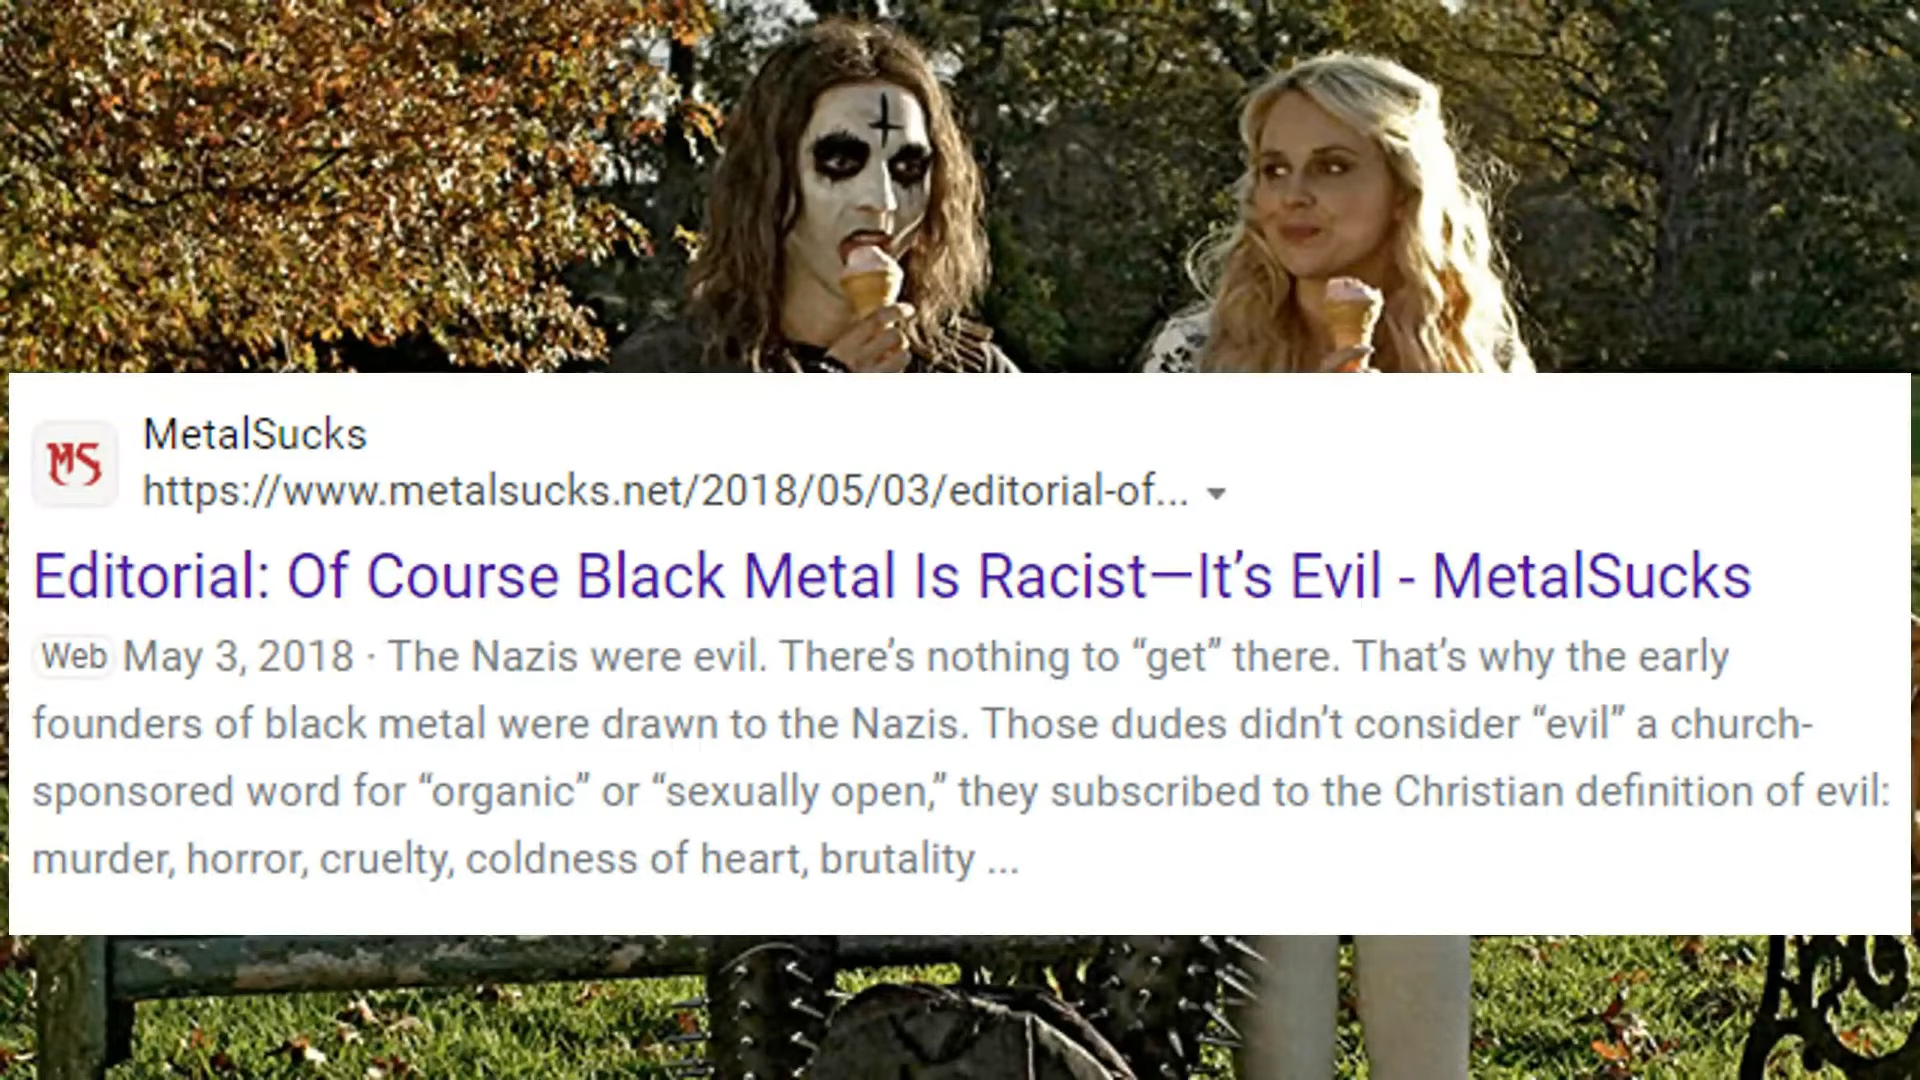 MS
MetalSucks
https://www.metalsucks.net/2018/05/03/editorial-of...
Editorial: Of Course Black Metal Is Racist—It’s Evil - MetalSucks
Web May 3, 2018 · The Nazis were evil. There’s nothing to “get” there. That’s why the early
founders of black metal were drawn to the Nazis. Those dudes didn’t consider “evil” a church-
sponsored word for “organic” or “sexually open,” they subscribed to the Christian definition of evil:
murder, horror, cruelty, coldness of heart, brutality ...